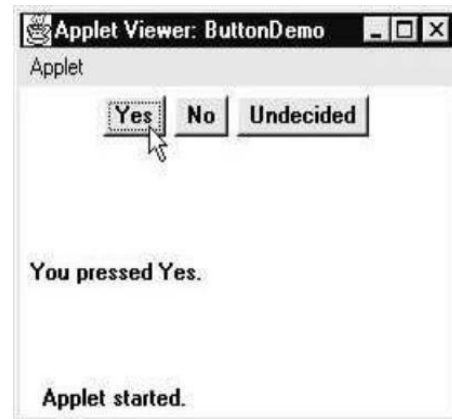 Applet Viewer: ButtonDemo
Applet
Yes No Undecided
You pressed Yes.
Applet started.